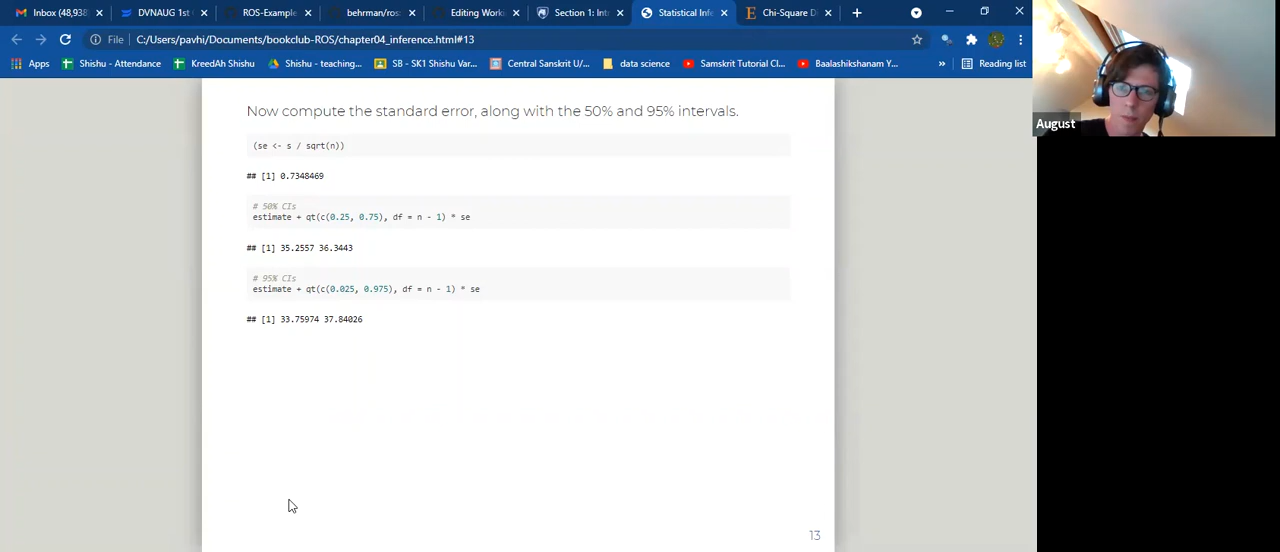 Inbox (48,938
DVNAUG 1st
ROS-Example
behrman/ros
Editing Worki
Section 1: Int
Statistical Infe
Chi-Square Di
File
C:/Users/pavhi/Documents/bookclub-ROS/chapter04_inference.html#13
Apps
Shishu - Attendance
KreedAh Shishu
Shishu - teaching...
SB - SK1 Shishu Var...
Central Sanskrit U/...
data science
Samskrit Tutorial Cl...
Baalashikshanam Y...
»
Reading list
August
Now compute the standard error, along with the 50% and 95% intervals.
(se <- s / sqrt(n))
## [1] 0.7348469
# 50% CIs
estimate + qt(c(0.25, 0.75), df = n - 1) * se
## [1] 35.2557 36.3443
# 95% CIs
estimate + qt(c(0.025, 0.975), df = n - 1) * se
## [1] 33.75974 37.84026
13